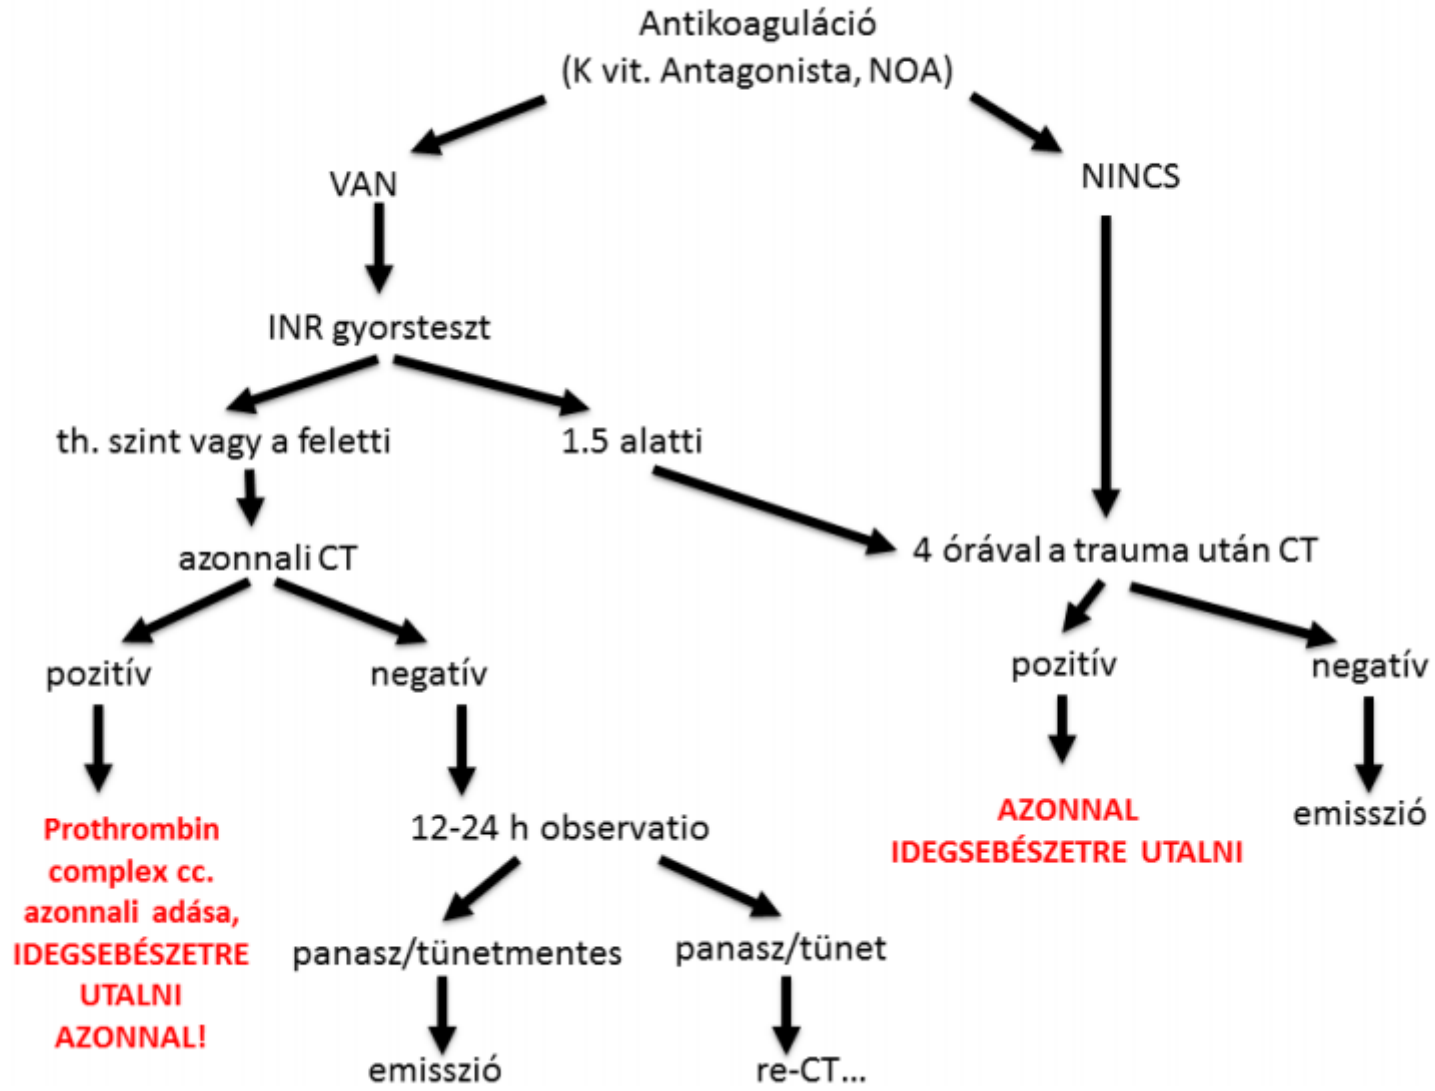 Antikoaguláció
(K vit. Antagonista, NOA)
VAN
NINCS
INR gyorsteszt
th. szint vagy a feletti
1.5 alatti
azonnali CT
4 órával a trauma után CT
pozitív
negatív
pozitív
negatív
Prothrombin
complex cc.
azonnali adása,
IDEGSEBÉSZETRE
UTALNI
AZONNAL!
12-24 h observatio
AZONNAL
IDEGSEBÉSZETRE UTALNI
emisszió
panasz/tünetmentes
panasz/tünet
emisszió
re-CT...